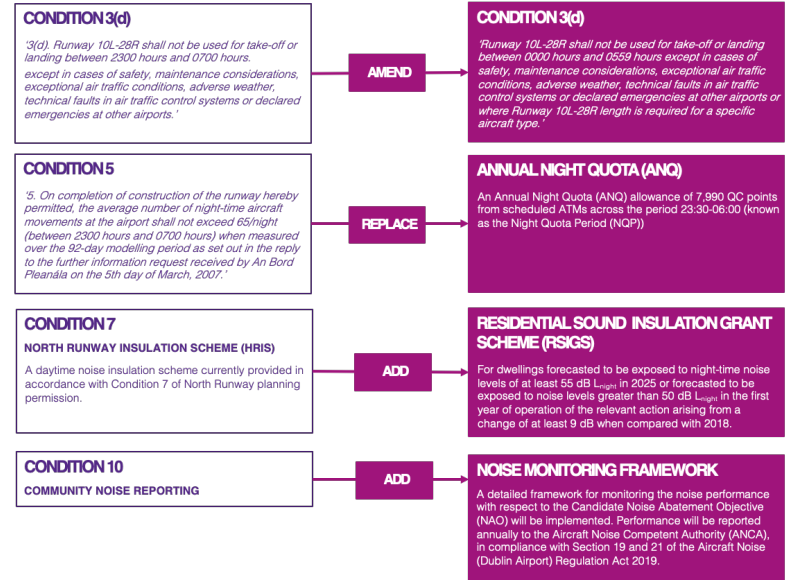 CONDITION 3(d)
'3(d). Runway 10L-28R shall not be used for take-off or
landing between 2300 hours and 0700 hours.
except in cases of safety, maintenance considerations,
exceptional air traffic conditions, adverse weather,
technical faults in air traffic control systems or declared
emergencies at other airports.'
AMEND
CONDITION 3(d)
'Runway 10L-28R shall not be used for take-off or landing
between 0000 hours and 0559 hours except in cases of
safety, maintenance considerations, exceptional air traffic
conditions, adverse weather, technical faults in air traffic
control systems or declared emergencies at other airports or
where Runway 10L-28R length is required for a specific
aircraft type.'
CONDITION 5
'5. On completion of construction of the runway hereby
permitted, the average number of night-time aircraft
movements at the airport shall not exceed 65/night
(between 2300 hours and 0700 hours) when measured
over the 92-day modelling period as set out in the reply
to the further information request received by An Bord
Pleanála on the 5th day of March, 2007.'
REPLACE
ANNUAL NIGHT QUOTA (ANQ)
An Annual Night Quota (ANQ) allowance of 7,990 QC points
from scheduled ATMs across the period 23:30-06:00 (known
as the Night Quota Period (NQP))
CONDITION 7
NORTH RUNWAY INSULATION SCHEME (HRIS)
A daytime noise insulation scheme currently provided in
accordance with Condition 7 of North Runway planning
permission.
ADD
RESIDENTIAL SOUND INSULATION GRANT
SCHEME (RSIGS)
For dwellings forecasted to be exposed to night-time noise
levels of at least 55 dB Lnight in 2025 or forecasted to be
exposed to noise levels greater than 50 dB Lnight in the first
year of operation of the relevant action arising from a
change of at least 9 dB when compared with 2018.
CONDITION 10
COMMUNITY NOISE REPORTING
ADD
NOISE MONITORING FRAMEWORK
A detailed framework for monitoring the noise performance
with respect to the Candidate Noise Abatement Objective
(NAO) will be implemented. Performance will be reported
annually to the Aircraft Noise Competent Authority (ANCA),
in compliance with Section 19 and 21 of the Aircraft Noise
(Dublin Airport) Regulation Act 2019.